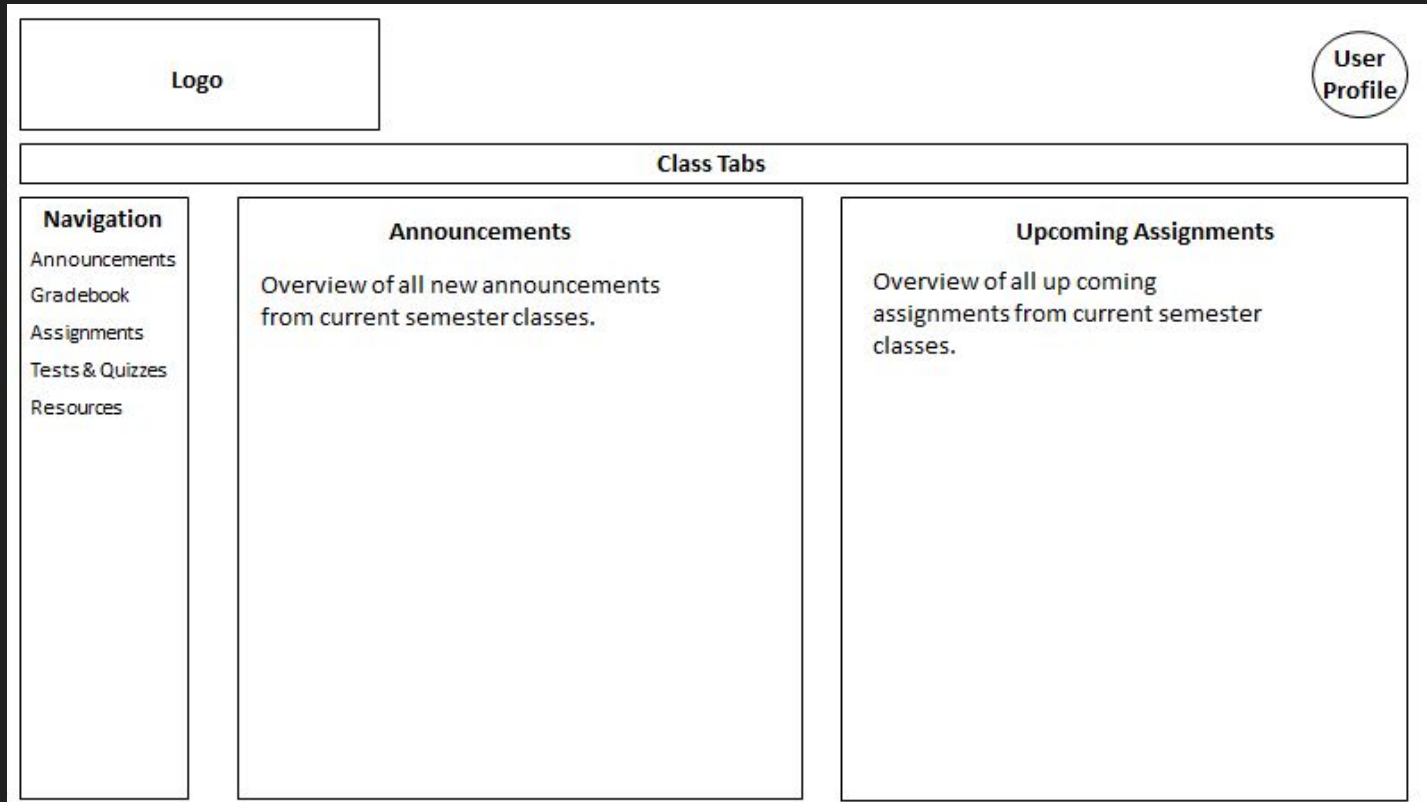 Logo
User
Profile
Class Tabs
Navigation
Announcements
Gradebook
Assignments
Tests & Quizzes
Resources
Announcements
Overview of all new announcements
from current semester classes.
Upcoming Assignments
Overview of all up coming
assignments from current semester
classes.